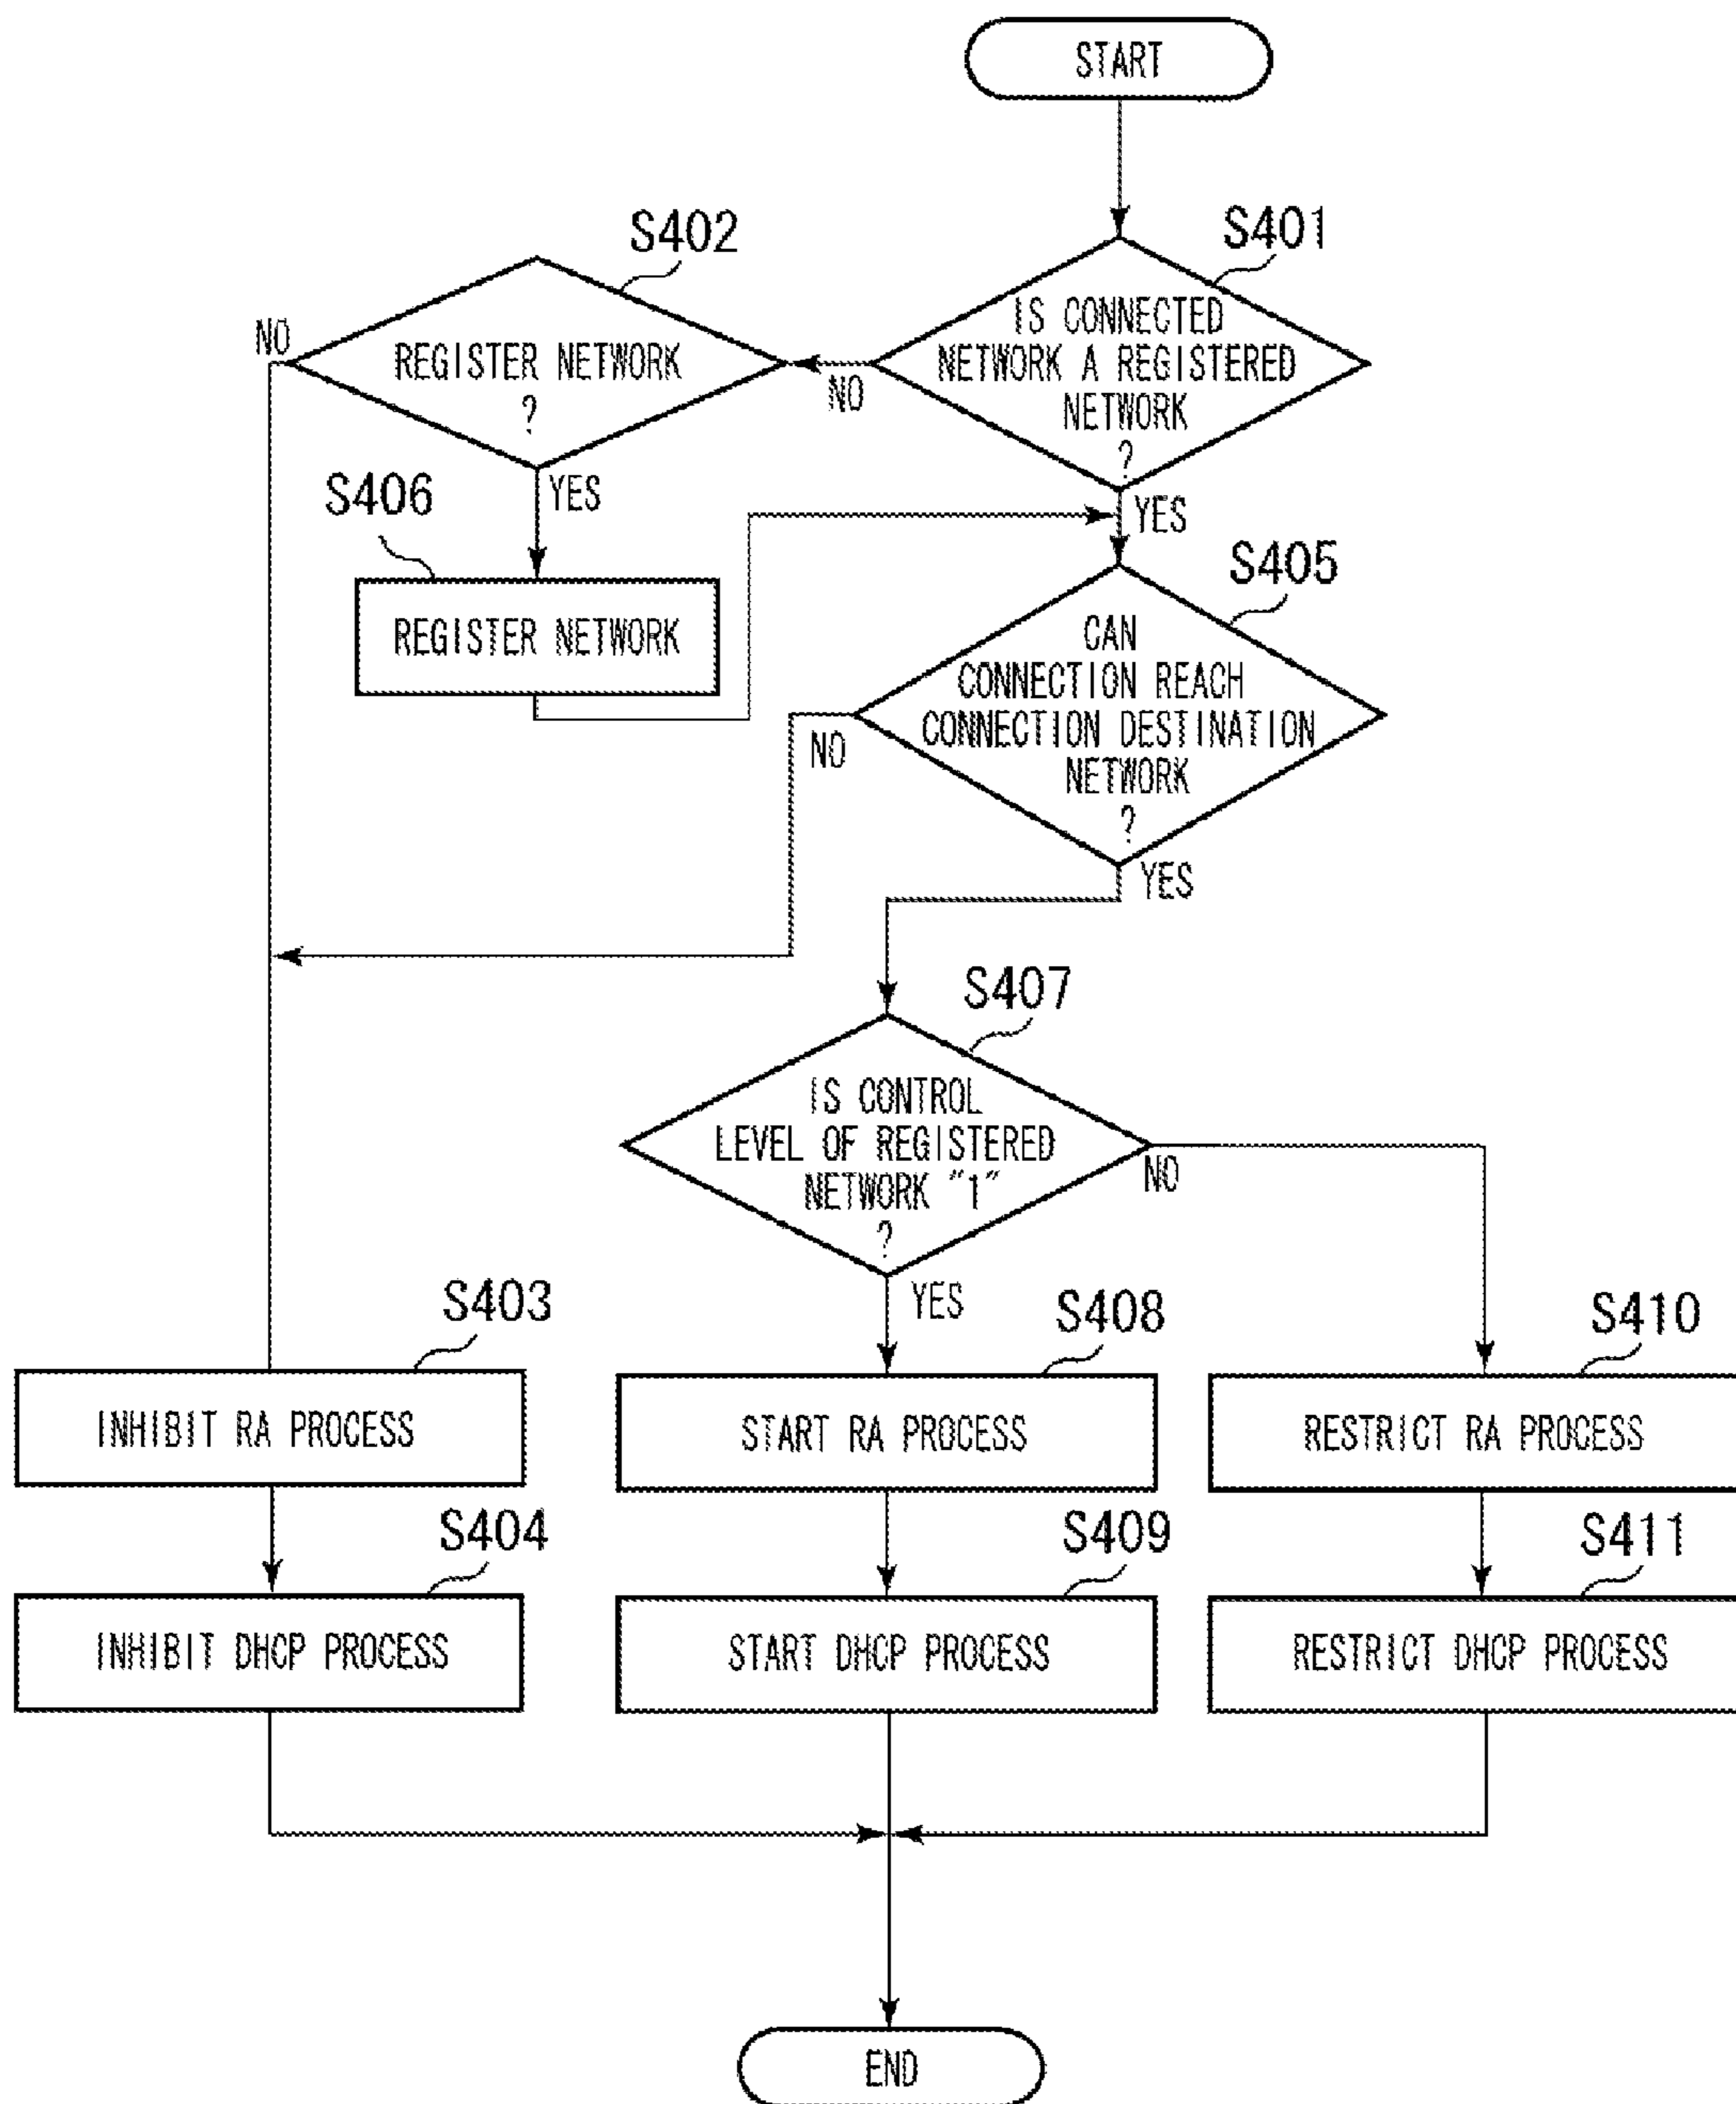 START
S401
IS CONNECTED
NETWORK A REGISTERED
NETWORK
?
NO
YES
S402
REGISTER NETWORK
?
NO
YES
S406
REGISTER NETWORK
S405
CAN
CONNECTION REACH
CONNECTION DESTINATION
NETWORK
?
NO
YES
S407
IS CONTROL
LEVEL OF REGISTERED
NETWORK "1"
?
NO
YES
S403
INHIBIT RA PROCESS
S408
START RA PROCESS
S410
RESTRICT RA PROCESS
S404
INHIBIT DHCP PROCESS
S409
START DHCP PROCESS
S411
RESTRICT DHCP PROCESS
END